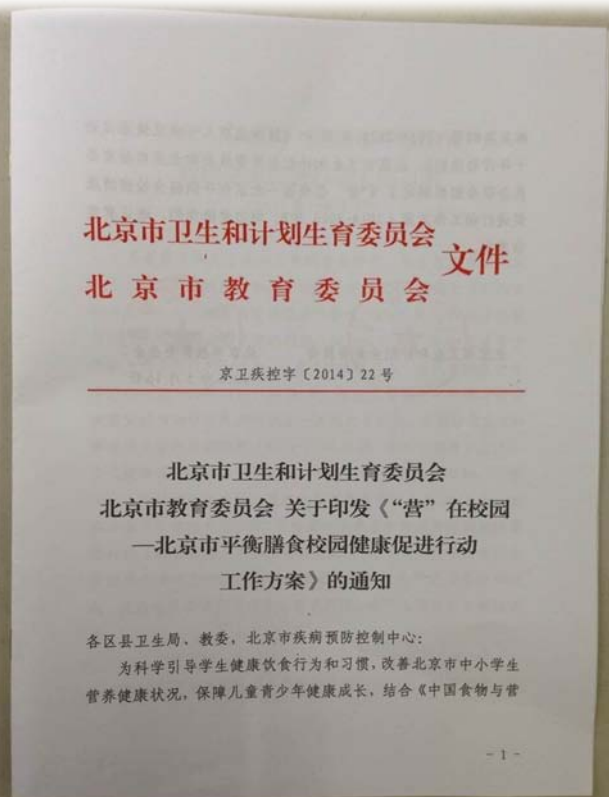 北京市卫生和计划生育委员会
北京市教育委员会
文件
京卫疾控字〔2014〕22号
北京市卫生和计划生育委员会
北京市教育委员会 关于印发《“营”在校园
—北京市平衡膳食校园健康促进行动
工作方案》的通知
各区县卫生局、教委，北京市疾病预防控制中心：
为科学引导学生健康饮食行为和习惯，改善北京市中小学生
营养健康状况，保障儿童青少年健康成长，结合《中国食物与营
- 1 -